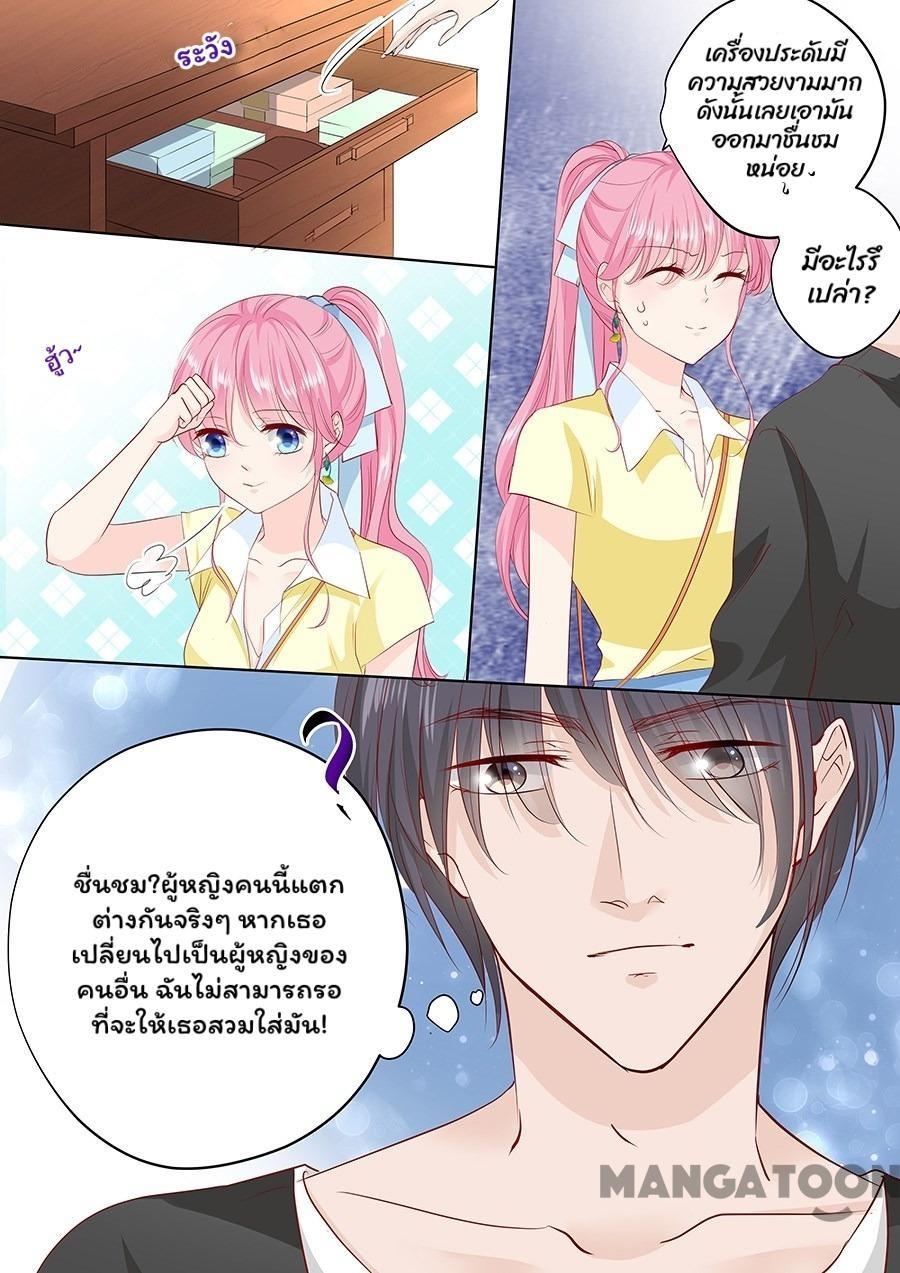 ระวัง
เครื่องประดับมี
ความสวยงามมาก
ดังนั้นเลยเอามัน
ออกมาชื่นชม
หน่อย
มีอะไรรึ
เปล่า?
ฮู้ว~
?
ชื่นชม?ผู้หญิงคนนี้แตก
ต่างกันจริงๆ หากเธอ
เปลี่ยนไปเป็นผู้หญิงของ
คนอื่น ฉันไม่สามารถรอ
ที่จะให้เธอสวมใส่มัน!
MANGATOON